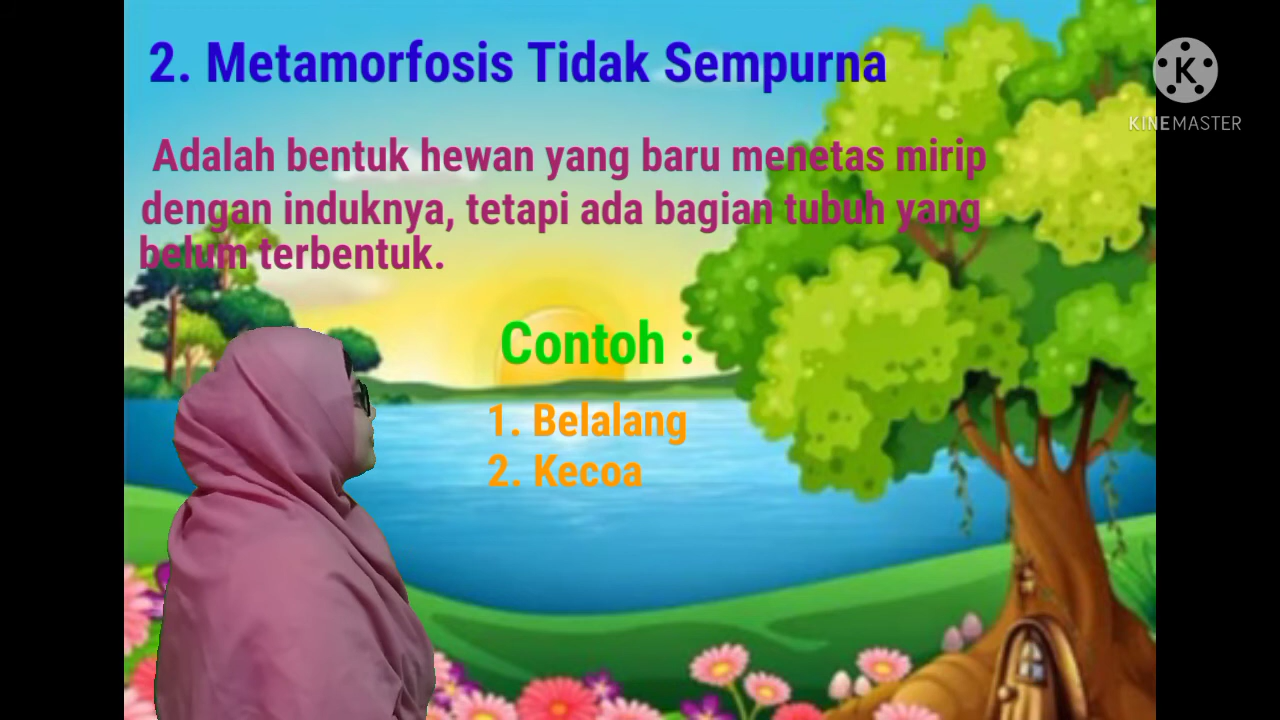 2. Metamorfosis Tidak Sempurna
Adalah bentuk hewan yang baru menetas mirip
dengan induknya, tetapi ada bagian tubuh yang
belum terbentuk.
Contoh :
1. Belalang
2. Kecoa
K
KINEMASTER